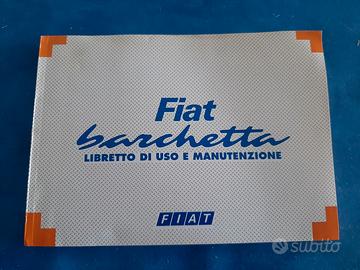 Fiat
barchetta
LIBRETTO DI USO E MANUTENZIONE
FIAT
subito